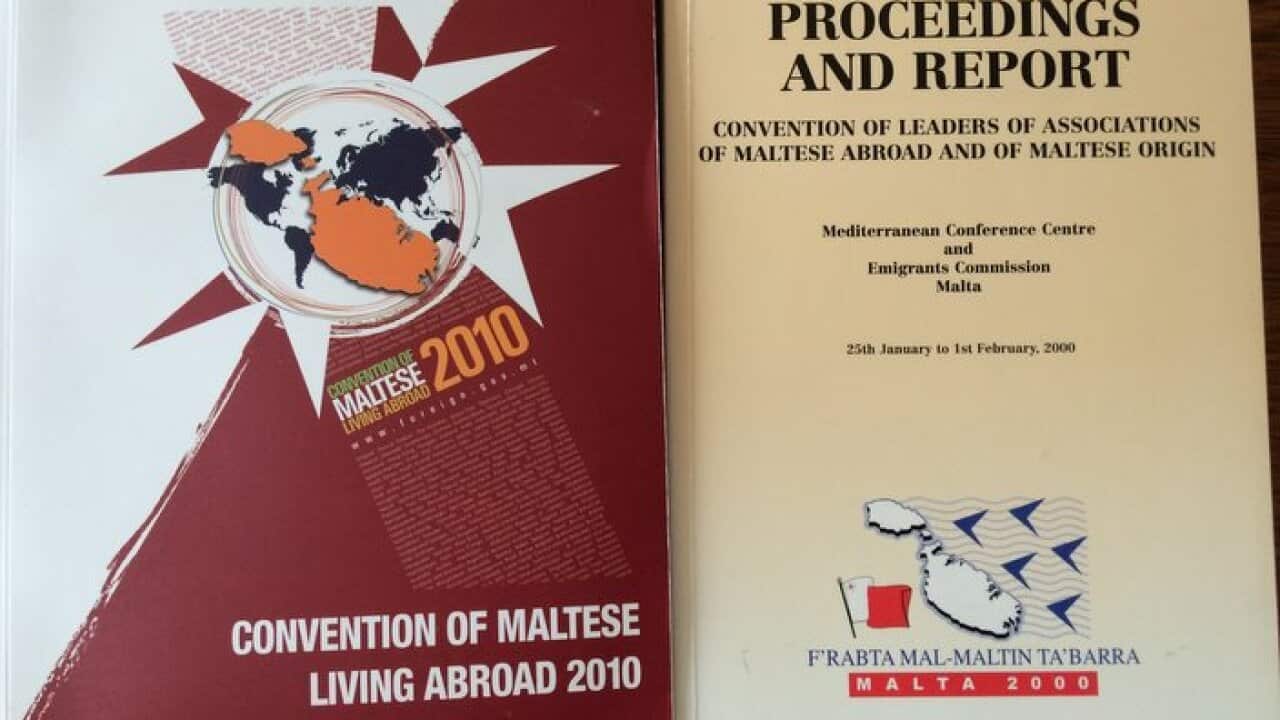 CONVENTION OF
MALTESE
LIVING ABROAD
2010
www.foreign.gov.mt
CONVENTION OF MALTESE
LIVING ABROAD 2010
PROCEEDINGS
AND REPORT
CONVENTION OF LEADERS OF ASSOCIATIONS
OF MALTESE ABROAD AND OF MALTESE ORIGIN
Mediterranean Conference Centre
and
Emigrants Commission
Malta
25th January to 1st February, 2000
F'RABTA MAL-MALTIN TA'BARRA
MALTA 2000